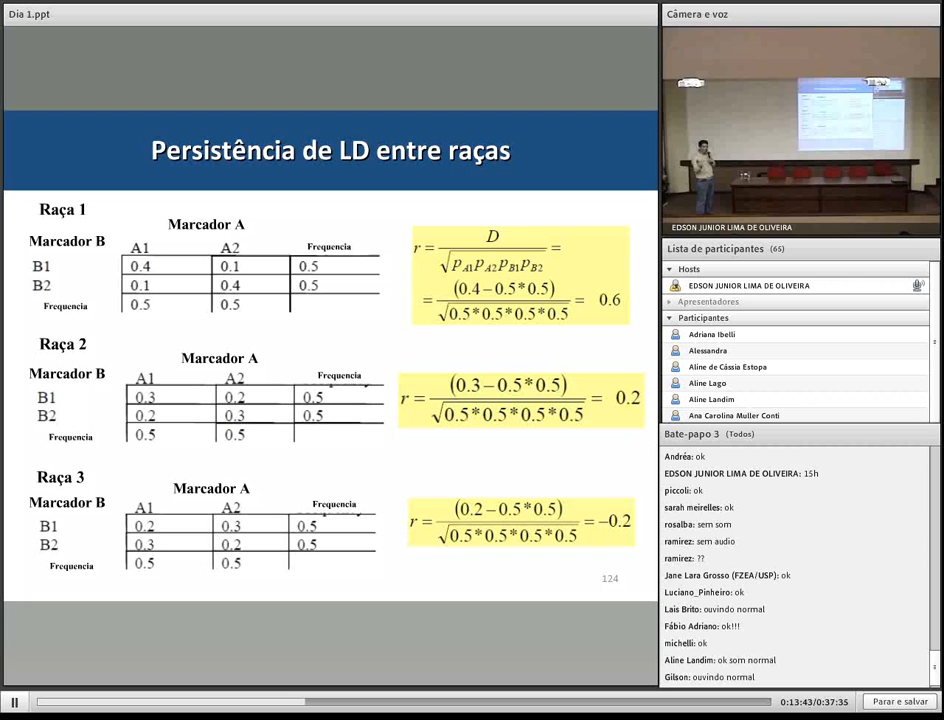 Dia 1.ppt
Persistência de LD entre raças
Raça 1
Marcador A
Marcador B A1 A2 Frequencia
B1 0.4 0.1 0.5
B2 0.1 0.4 0.5
Frequencia 0.5 0.5
r = D / √(pA1 pA2 pB1 pB2) =
= (0.4 – 0.5*0.5) / √(0.5*0.5*0.5*0.5) = 0.6
Raça 2
Marcador A
Marcador B A1 A2 Frequencia
B1 0.3 0.2 0.5
B2 0.2 0.3 0.5
Frequencia 0.5 0.5
r = (0.3 – 0.5*0.5) / √(0.5*0.5*0.5*0.5) = 0.2
Raça 3
Marcador A
Marcador B A1 A2 Frequencia
B1 0.2 0.3 0.5
B2 0.3 0.2 0.5
Frequencia 0.5 0.5
r = (0.2 – 0.5*0.5) / √(0.5*0.5*0.5*0.5) = –0.2
124
Câmera e voz
EDSON JUNIOR LIMA DE OLIVEIRA
Lista de participantes (65)
Hosts
EDSON JUNIOR LIMA DE OLIVEIRA
Apresentadores
Participantes
Adriana Ibelli
Alessandra
Aline de Cássia Estopa
Aline Lago
Aline Landim
Ana Carolina Muller Conti
Bate-papo 3 (Todos)
Andréa: ok
EDSON JUNIOR LIMA DE OLIVEIRA: 15h
piccoli: ok
sarah meirelles: ok
rosalba: sem som
ramirez: sem audio
ramirez: ??
Jane Lara Grosso (FZEA/USP): ok
Luciano_Pinheiro: ok
Lais Brito: ouvindo normal
Fábio Adriano: ok!!!
michelli: ok
Aline Landim: ok som normal
Gilson: ouvindo normal
0:13:43/0:37:35
Parar e salvar